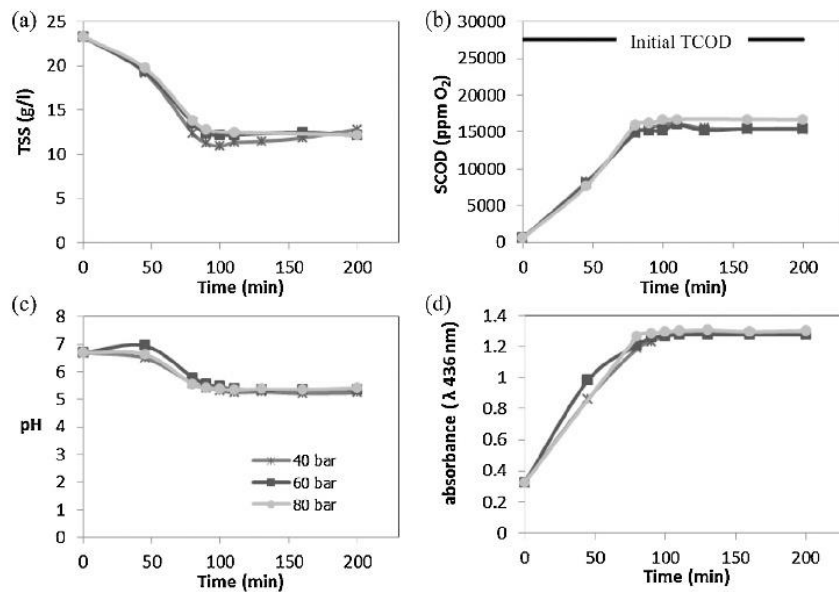 (a)
25
20
15
10
5
0
TSS (g/l)
0 50 100 150 200
Time (min)
(b)
30000
25000
20000
15000
10000
5000
0
SCOD (ppm O₂)
Initial TCOD
0 50 100 150 200
Time (min)
(c)
8
7
6
5
4
3
2
1
0
pH
40 bar
60 bar
80 bar
0 50 100 150 200
Time (min)
(d)
1.4
1.2
1
0.8
0.6
0.4
0.2
0
absorbance ( λ 436 nm)
0 50 100 150 200
Time (min)